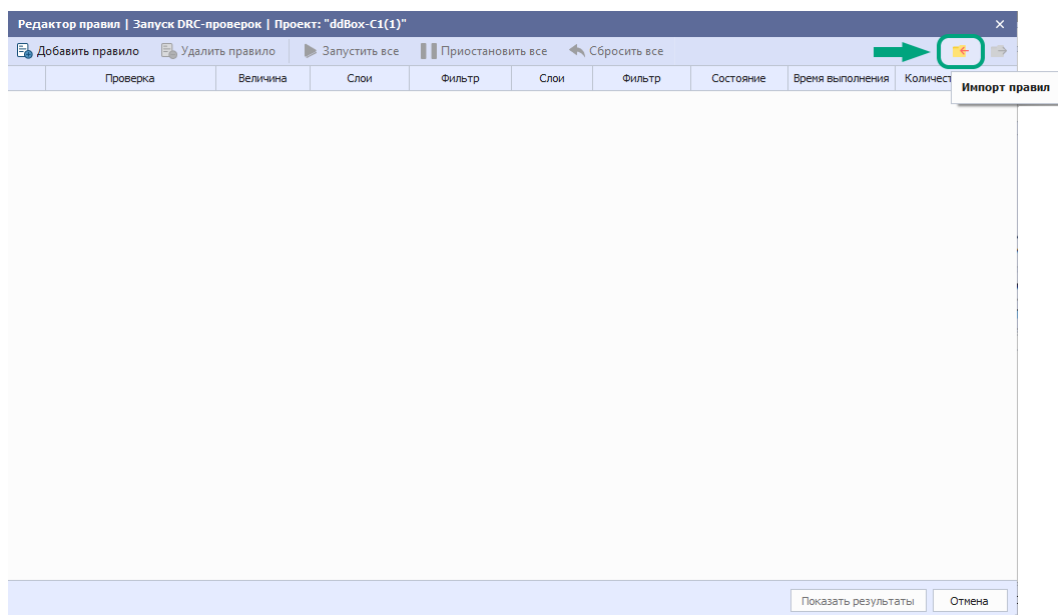 Редактор правил | Запуск DRC-проверок | Проект: "ddBox-C1(1)"
Добавить правило Удалить правило Запустить все Приостановить все Сбросить все
Проверка Величина Слои Фильтр Слои Фильтр Состояние Время выполнения
Импорт правил
Показать результаты Отмена